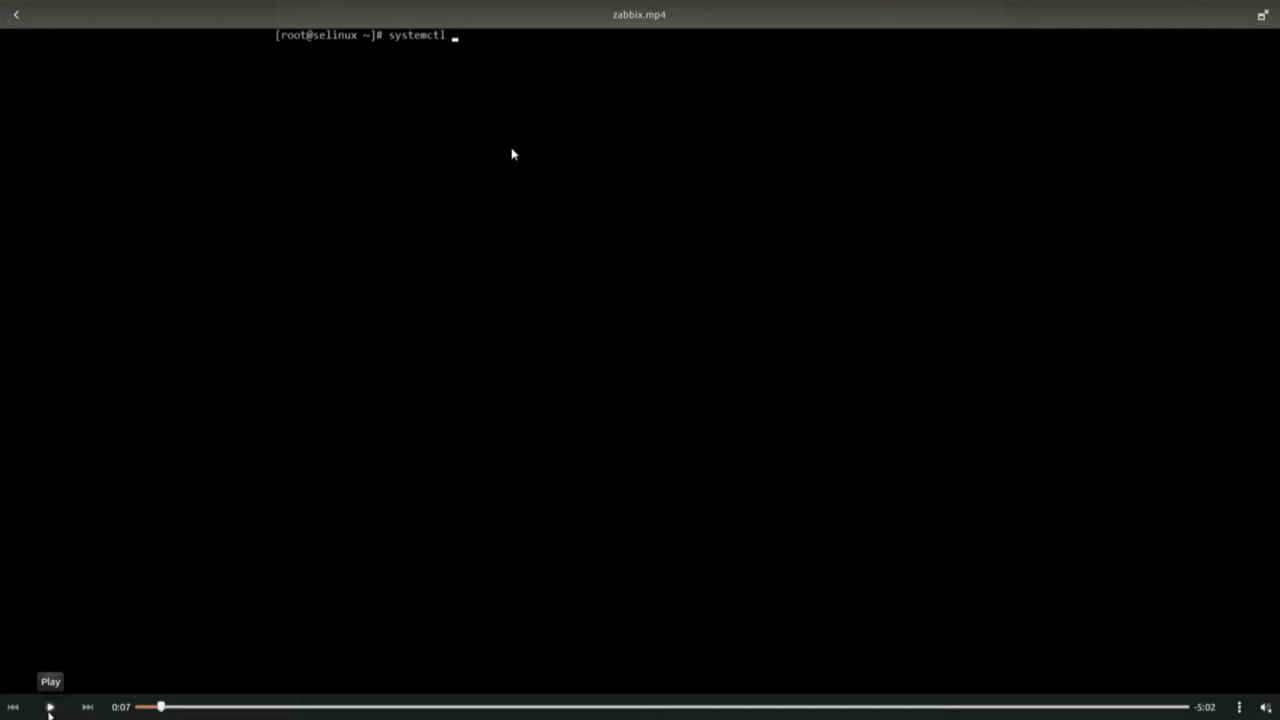 zabbix.mp4
[root@selinux ~]# systemctl
Play
0:07
-5:02